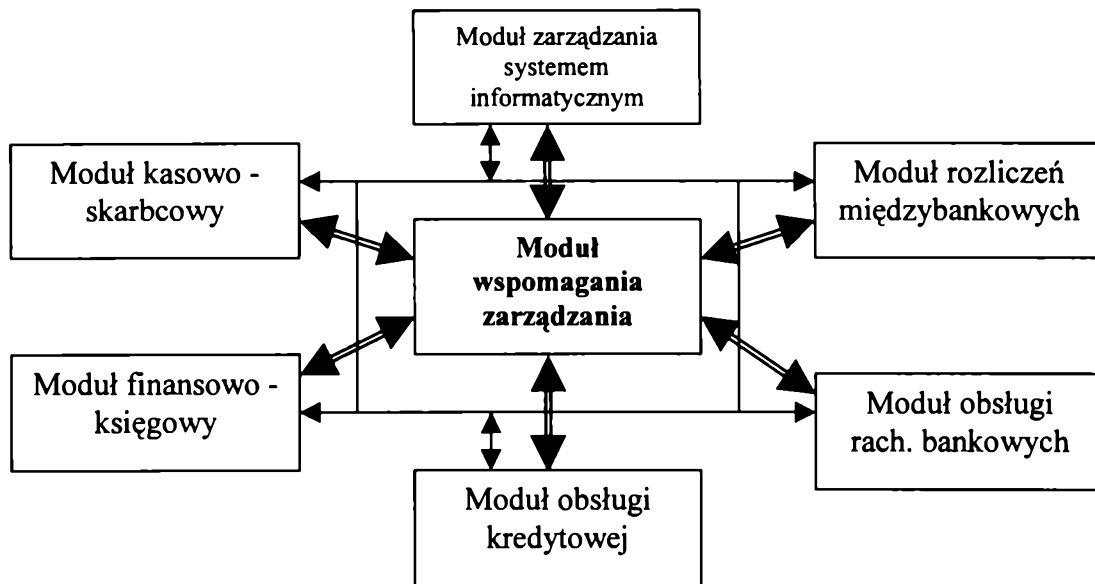 Moduł zarządzania
systemem
informatycznym
Moduł kasowo -
skarbcowy
Moduł rozliczeń
międzybankowych
Moduł
wspomagania
zarządzania
Moduł finansowo -
księgowy
Moduł obsługi
rach. bankowych
Moduł obsługi
kredytowej